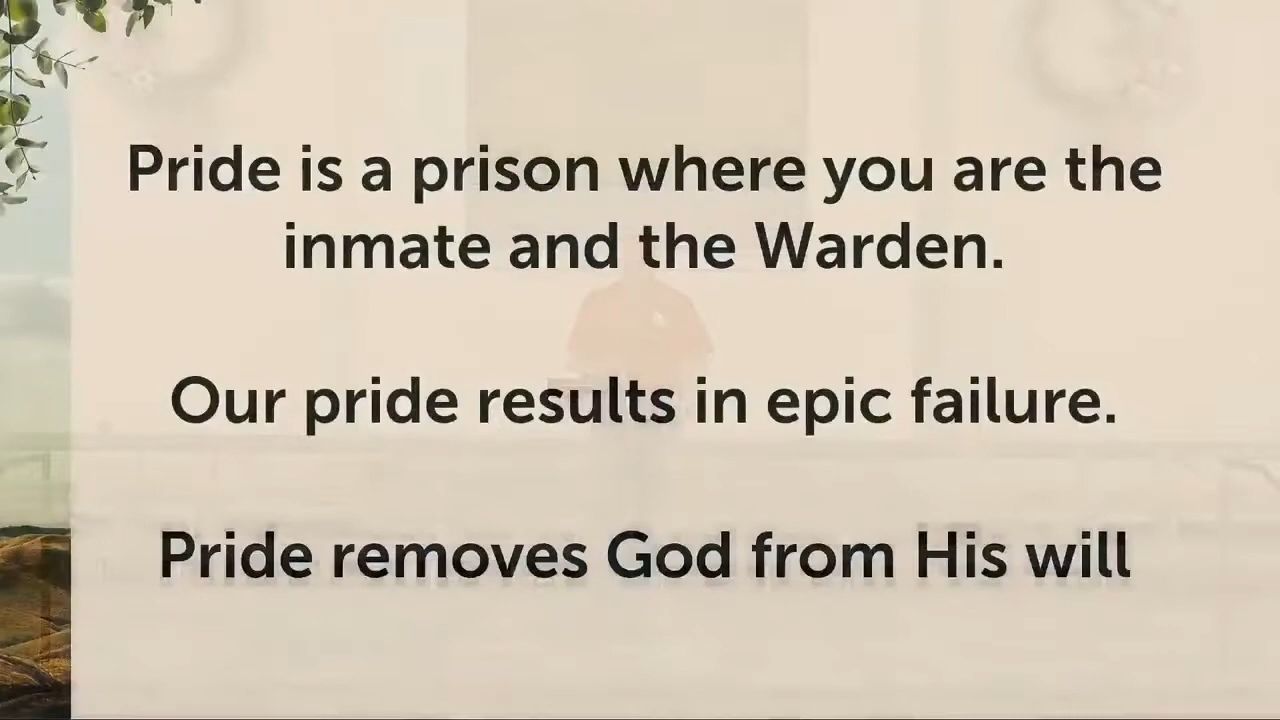 Pride is a prison where you are the
inmate and the Warden.
Our pride results in epic failure.
Pride removes God from His will